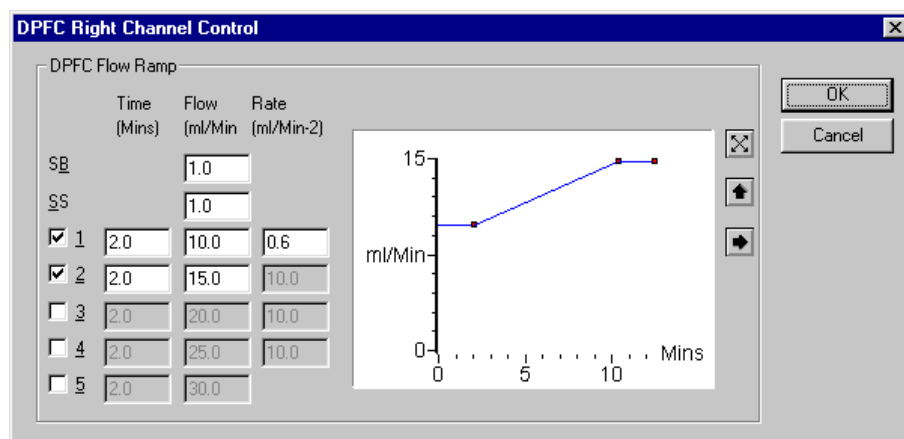 DPFC Right Channel Control
DPFC Flow Ramp
Time Flow Rate
(Mins) (ml/Min (ml/Min-2)
SB 1.0
SS 1.0
1 2.0 10.0 0.6
2 2.0 15.0 10.0
3 2.0 20.0 10.0
4 2.0 25.0 10.0
5 2.0 30.0
15
ml/Min
0
0 5 10
Mins
OK
Cancel